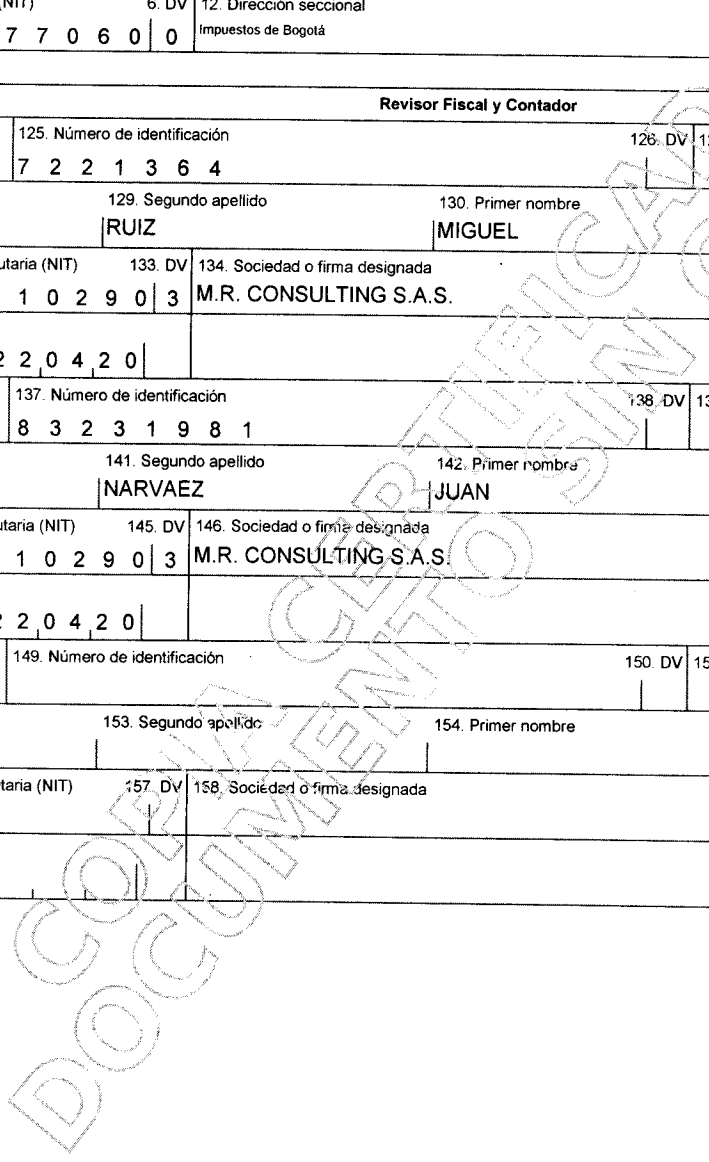 (NIT) 6. DV 12. Dirección seccional
7 7 0 6 0 0 Impuestos de Bogotá
Revisor Fiscal y Contador
125. Número de identificación 126. DV 12
7 2 2 1 3 6 4
129. Segundo apellido 130. Primer nombre
RUIZ MIGUEL
utaria (NIT) 133. DV 134. Sociedad o firma designada
1 0 2 9 0 3 M.R. CONSULTING S.A.S.
2 2 0 4 2 0
137. Número de identificación 138. DV 13
8 3 2 3 1 9 8 1
141. Segundo apellido 142. Primer nombre
NARVAEZ JUAN
utaria (NIT) 145. DV 146. Sociedad o firma designada
1 0 2 9 0 3 M.R. CONSULTING S.A.S.
2 2 0 4 2 0
149. Número de identificación 150. DV 15
153. Segundo apellido 154. Primer nombre
taria (NIT) 157. DV 158. Sociedad o firma designada
COPIA CERTIFICAD
DOCUMENTO SIN C